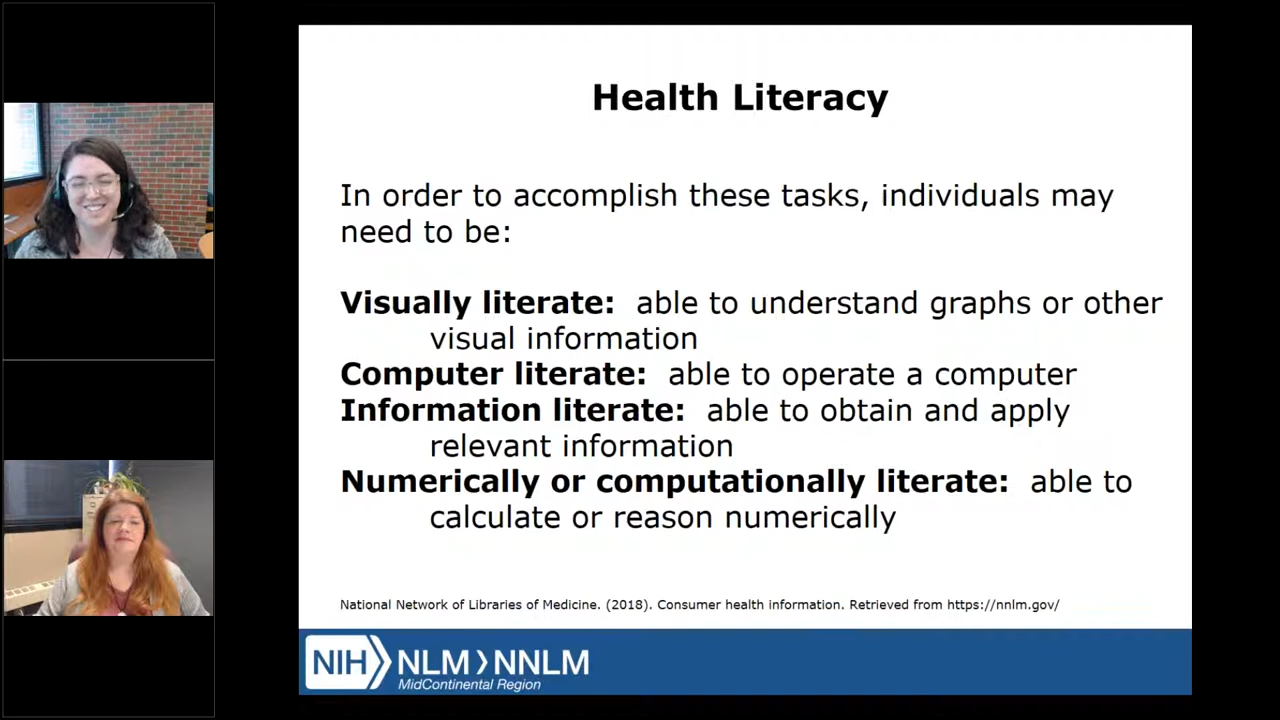 Health Literacy
In order to accomplish these tasks, individuals may
need to be:
Visually literate: able to understand graphs or other
visual information
Computer literate: able to operate a computer
Information literate: able to obtain and apply
relevant information
Numerically or computationally literate: able to
calculate or reason numerically
National Network of Libraries of Medicine. (2018). Consumer health information. Retrieved from https://nnlm.gov/
NIH NLM NNLM
MidContinental Region